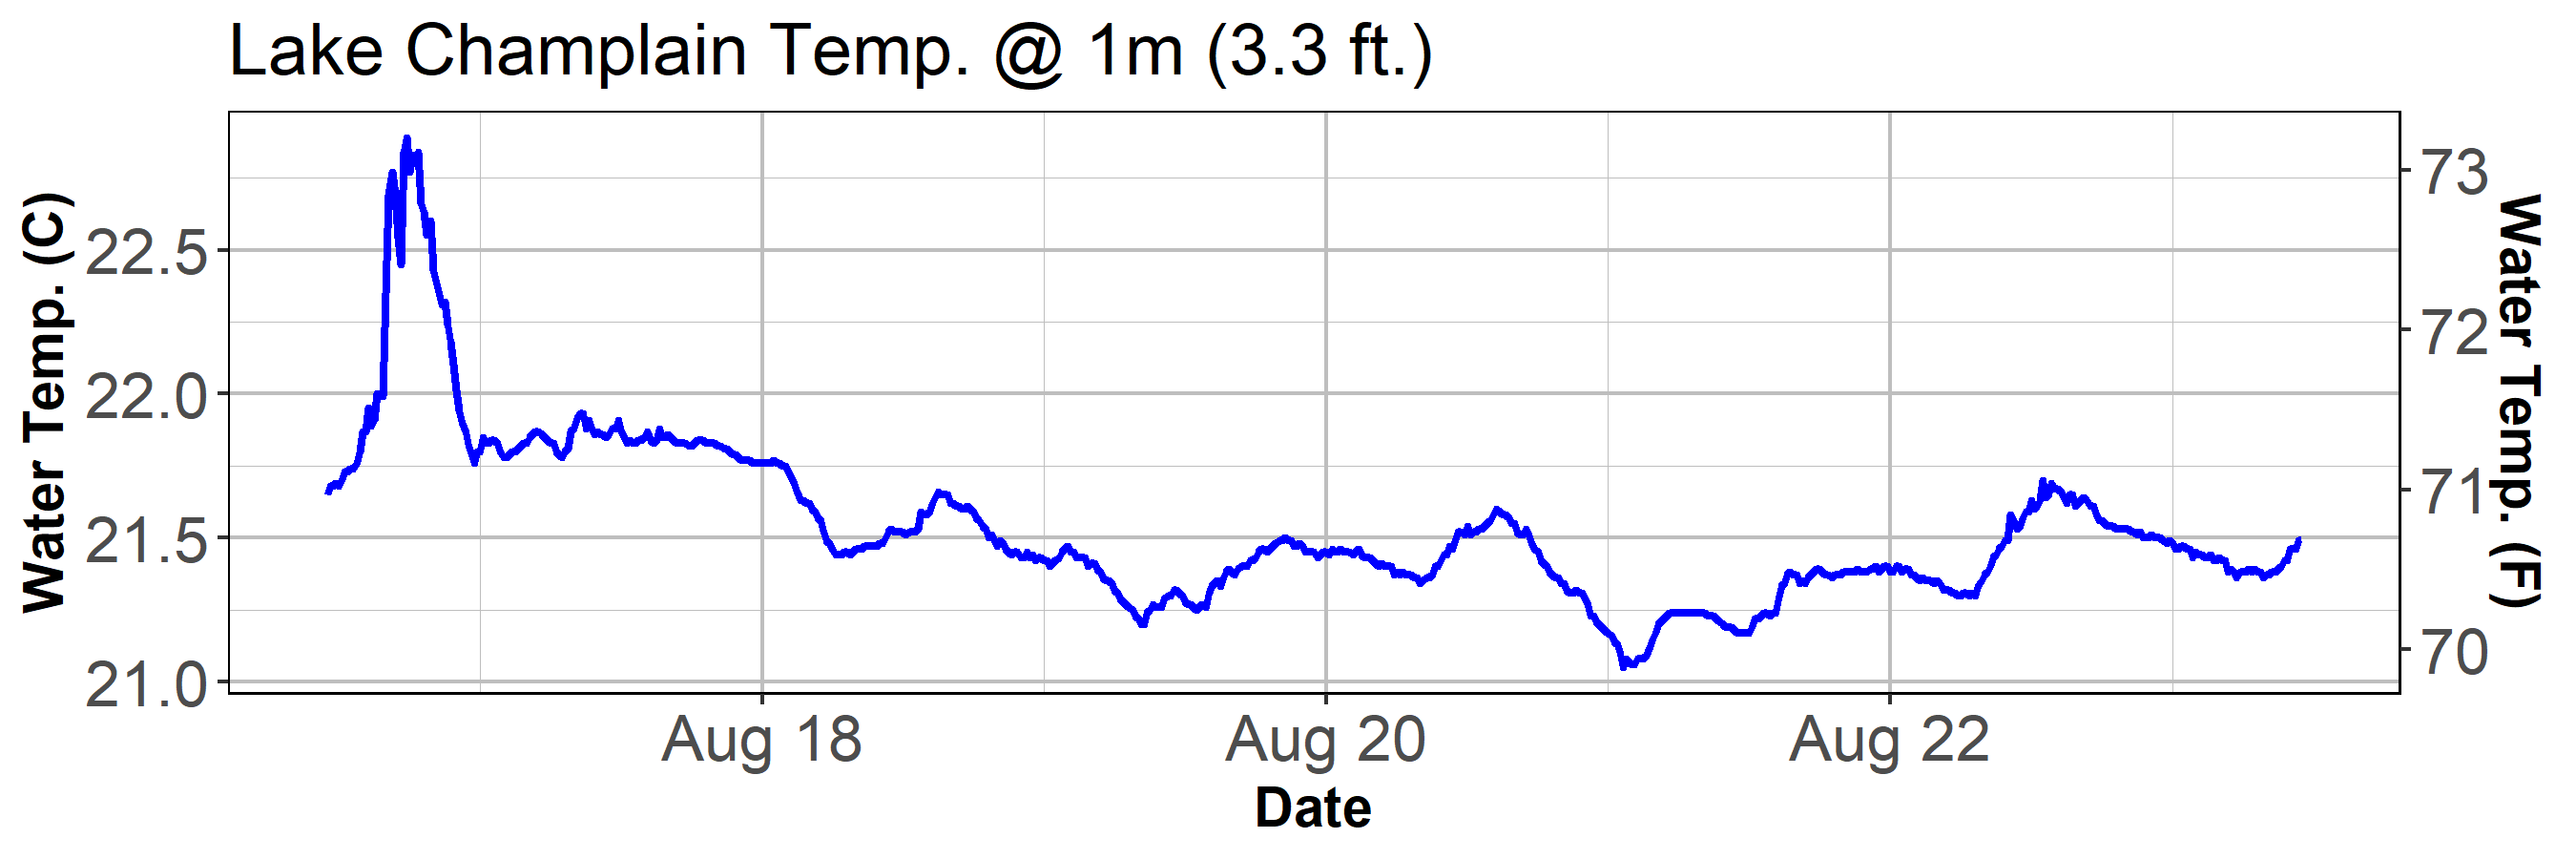 Lake Champlain Temp. @ 1m (3.3 ft.)
Water Temp. (C)
22.5
22.0
21.5
21.0
73
72
71
70
Water Temp. (F)
Aug 18
Aug 20
Aug 22
Date